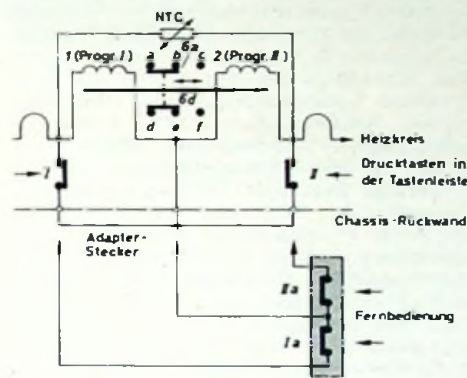 NTC
1 (Progr. I)
a b c
6a
2 (Progr. II)
6d
d e f
Heizkreis
I
II
Drucktasten in
der Tastenleiste
Chassis-Rückwand
Adapter-
Stecker
IIa
Fernbedienung
Ia